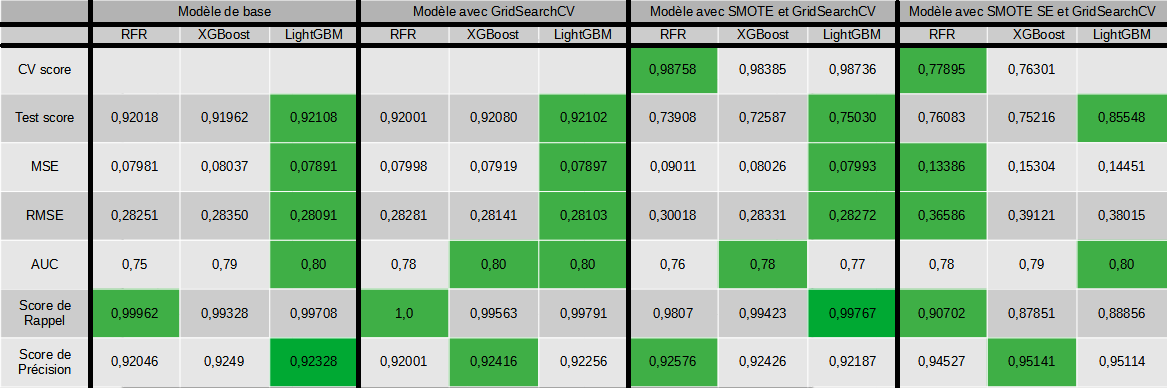 Modèle de base Modèle avec GridSearchCV Modèle avec SMOTE et GridSearchCV Modèle avec SMOTE SE et GridSearchCV
RFR XGBoost LightGBM RFR XGBoost LightGBM RFR XGBoost LightGBM RFR XGBoost LightGBM
CV score 0,98758 0,98385 0,98736 0,77895 0,76301
Test score 0,92018 0,91962 0,92108 0,92001 0,92080 0,92102 0,73908 0,72587 0,75030 0,76083 0,75216 0,85548
MSE 0,07981 0,08037 0,07891 0,07998 0,07919 0,07897 0,09011 0,08026 0,07993 0,13386 0,15304 0,14451
RMSE 0,28251 0,28350 0,28091 0,28281 0,28141 0,28103 0,30018 0,28331 0,28272 0,36586 0,39121 0,38015
AUC 0,75 0,79 0,80 0,78 0,80 0,80 0,76 0,78 0,77 0,78 0,79 0,80
Score de
Rappel 0,99962 0,99328 0,99708 1,0 0,99563 0,99791 0,9807 0,99423 0,99767 0,90702 0,87851 0,88856
Score de
Précision 0,92046 0,9249 0,92328 0,92001 0,92416 0,92256 0,92576 0,92426 0,92187 0,94527 0,95141 0,95114